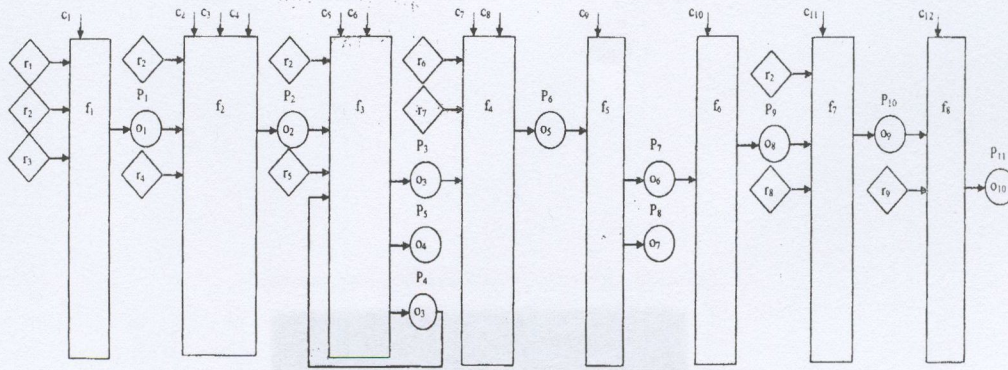 c₁ c₂ c₃ c₄ c₅ c₆ c₇ c₈ c₉ c₁₀ c₁₁ c₁₂
r₁ r₂ r₂ r₆ r₂
r₂ f₁ P₁ f₂ P₂ f₃ r₇ f₄ P₆ f₅ f₆ P₉ f₇ P₁₀ f₈
o₁ o₂ o₅ o₈ o₉
r₃ r₄ r₅ P₃ P₇ r₈ r₉ P₁₁
o₃ o₆ o₁₀
P₅ P₈
o₄ o₇
P₄
o₃